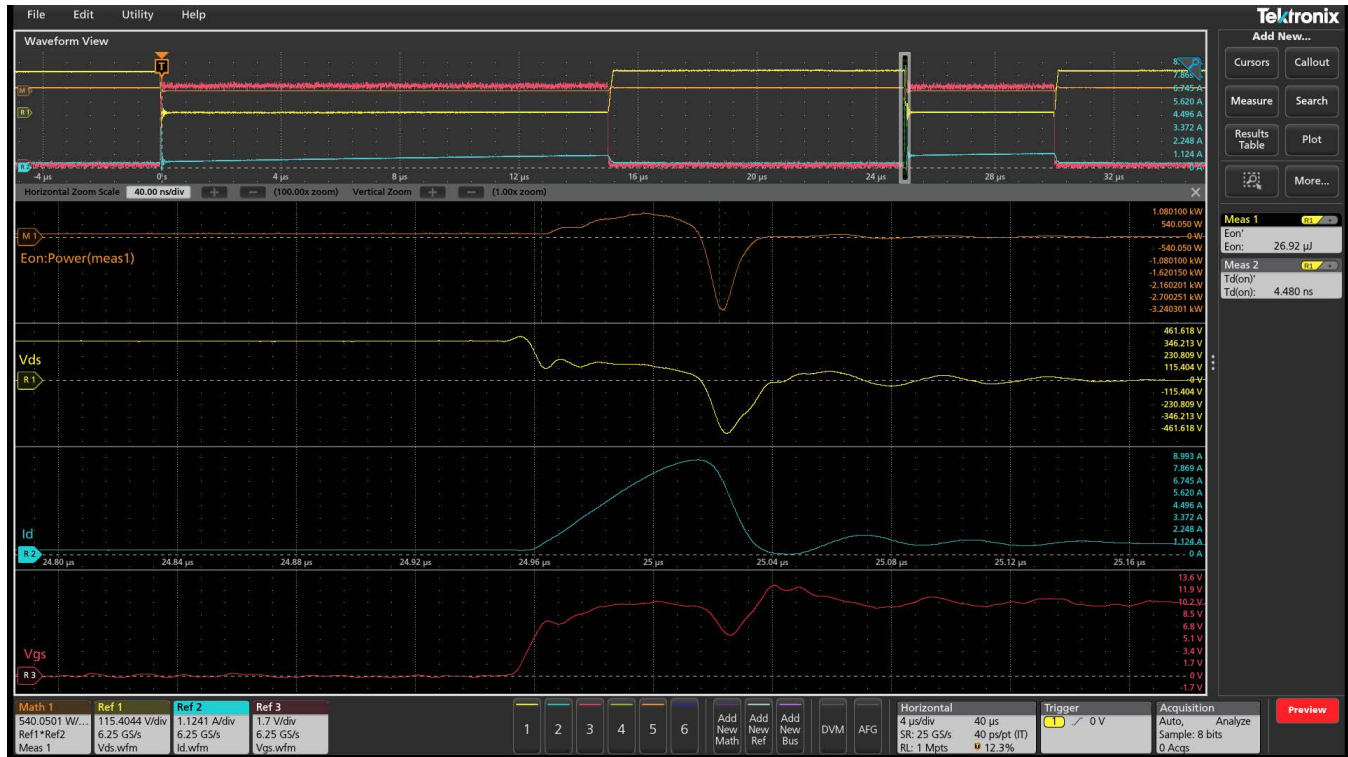 File Edit Utility Help
Tektronix
Waveform View
Add New...
Cursors Callout
Measure Search
Results Table Plot
More...
T
M
R1
R2
7.869
6.745 A
5.620 A
4.496 A
3.372 A
2.248 A
1.124 A
0 A
-4 µs 0 s 4 µs 8 µs 12 µs 16 µs 20 µs 24 µs 28 µs 32 µs
Horizontal Zoom Scale 40.00 ns/div + − (100.00x zoom) Vertical Zoom + − (1.00x zoom) ×
M 1
Eon:Power(meas1)
1.080100 kW
540.050 W
0 W
-540.050 W
-1.080100 kW
-1.620150 kW
-2.160201 kW
-2.700251 kW
-3.240301 kW
Vds
R 1
461.618 V
346.213 V
230.809 V
115.404 V
0 V
-115.404 V
-230.809 V
-346.213 V
-461.618 V
Id
R 2
8.993 A
7.869 A
6.745 A
5.620 A
4.496 A
3.372 A
2.248 A
1.124 A
0 A
24.80 µs 24.84 µs 24.88 µs 24.92 µs 24.96 µs 25 µs 25.04 µs 25.08 µs 25.12 µs 25.16 µs
Vgs
R 3
13.6 V
11.9 V
10.2 V
8.5 V
6.8 V
5.1 V
3.4 V
1.7 V
0 V
-1.7 V
Meas 1 R1
Eon'
Eon: 26.92 µJ
Meas 2 R1
Td(on)'
Td(on): 4.480 ns
Math 1
540.0501 W/...
Ref1*Ref2
Meas 1
Ref 1
115.4044 V/div
6.25 GS/s
Vds.wfm
Ref 2
1.1241 A/div
6.25 GS/s
Id.wfm
Ref 3
1.7 V/div
6.25 GS/s
Vgs.wfm
1 2 3 4 5 6
Add New Math
Add New Ref
Add New Bus
DVM AFG
Horizontal
4 µs/div 40 µs
SR: 25 GS/s 40 ps/pt (IT)
RL: 1 Mpts 12.3%
Trigger
1 0 V
Acquisition
Auto, Analyze
Sample: 8 bits
0 Acqs
Preview